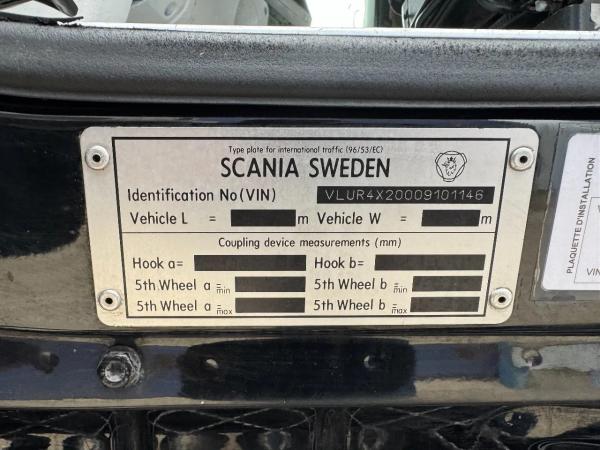 Type plate for international traffic (96/53/EC)
SCANIA SWEDEN
Identification No (VIN) VLUR4X20009101146
Vehicle L = m Vehicle W = m
Coupling device measurements (mm)
Hook a= Hook b=
5th Wheel a =min 5th Wheel b =min
5th Wheel a =max 5th Wheel b =max
PLAQUETTE D'INSTALLATION
VIN